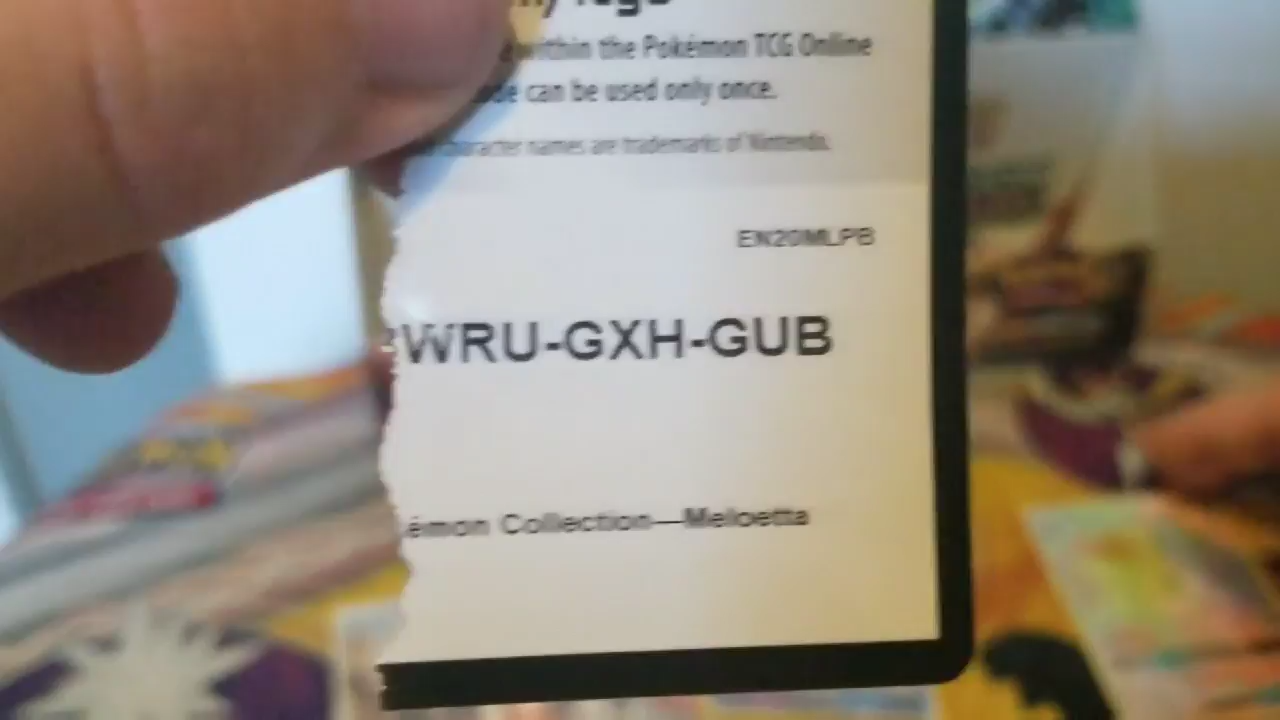 within the Pokémon TCG Online
can be used only once.
character names are trademarks of Nintendo.
EN20MLPB
WRU-GXH-GUB
émon Collection—Meloetta